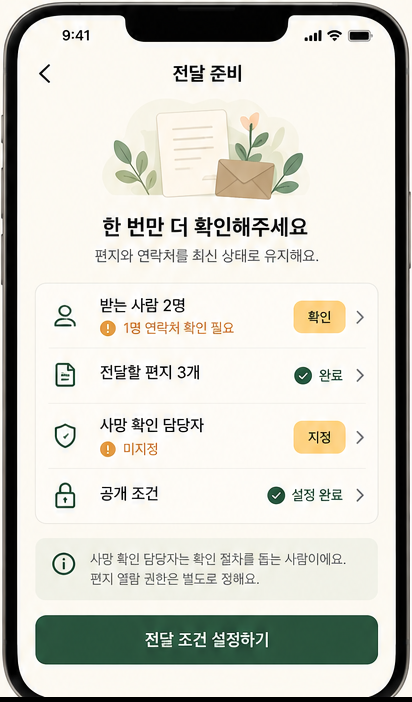 9:41
전달 준비
한 번만 더 확인해주세요
편지와 연락처를 최신 상태로 유지해요.
받는 사람 2명
1명 연락처 확인 필요
확인
전달할 편지 3개
완료
사망 확인 담당자
미지정
지정
공개 조건
설정 완료
사망 확인 담당자는 확인 절차를 돕는 사람이에요.
편지 열람 권한은 별도로 정해요.
전달 조건 설정하기